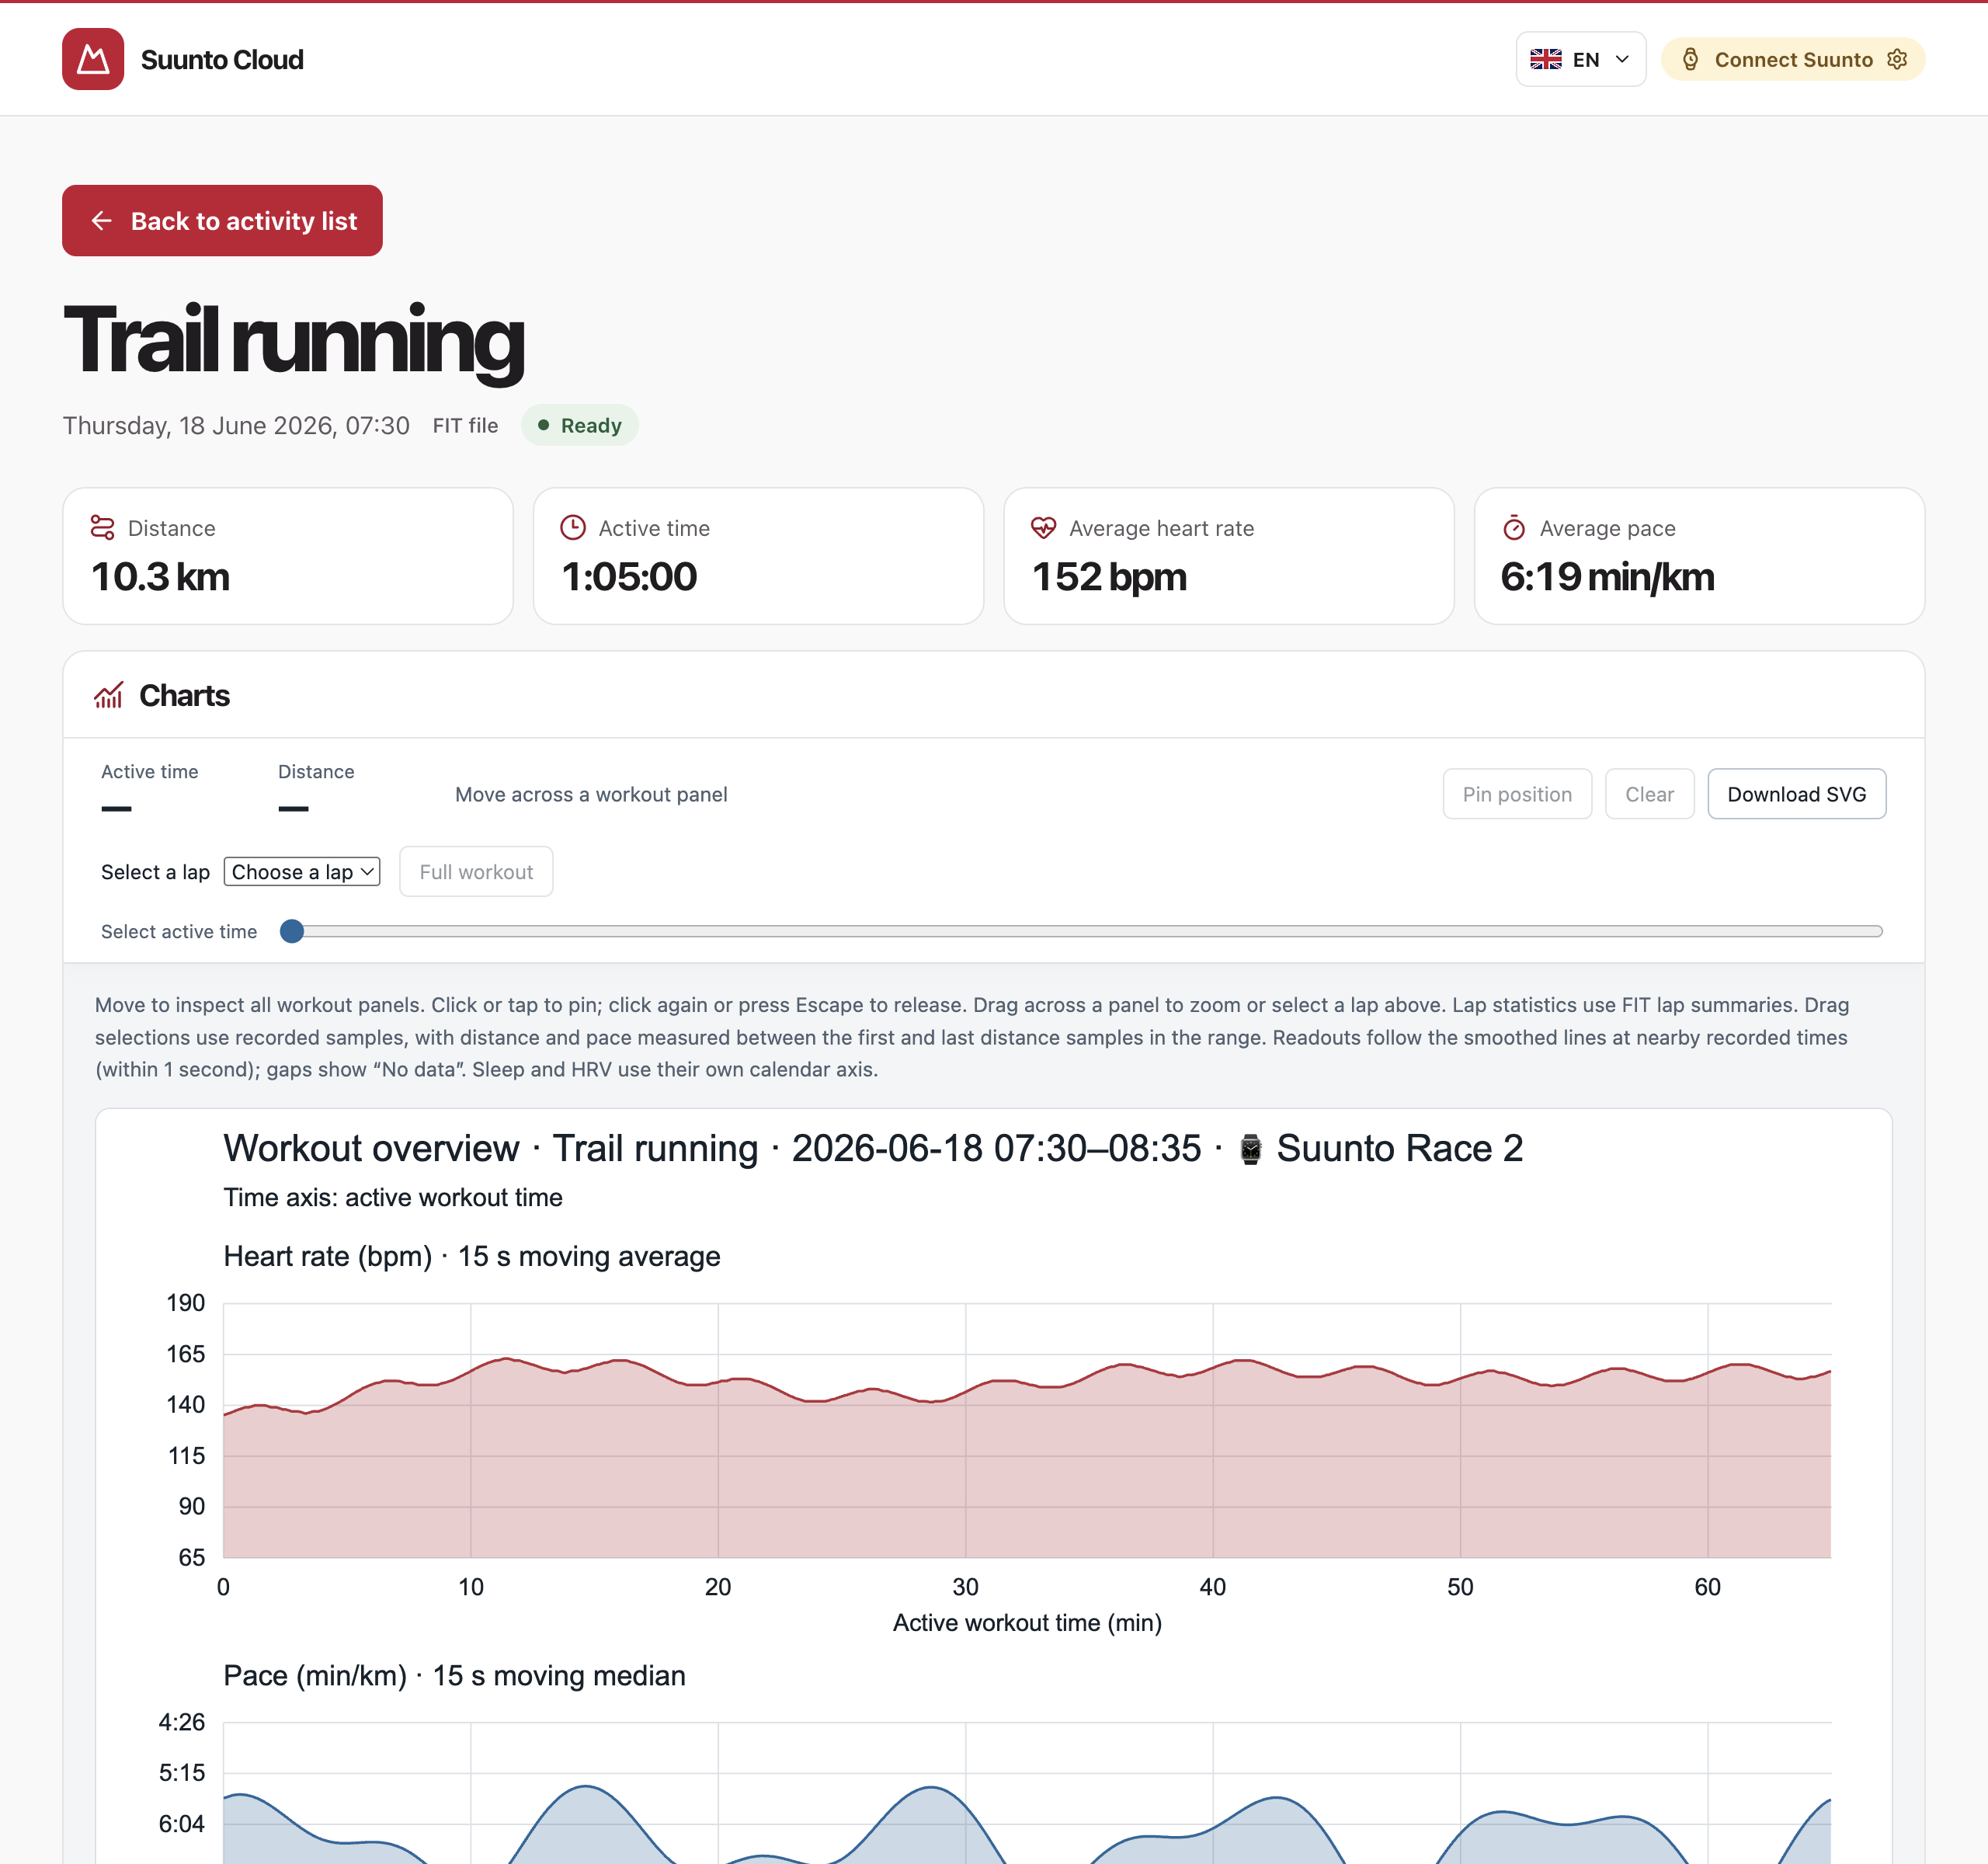 Suunto Cloud
EN
Connect Suunto
Back to activity list
Trail running
Thursday, 18 June 2026, 07:30 FIT file Ready
Distance
10.3 km
Active time
1:05:00
Average heart rate
152 bpm
Average pace
6:19 min/km
Charts
Active time
—
Distance
—
Move across a workout panel
Pin position
Clear
Download SVG
Select a lap Choose a lap Full workout
Select active time
Move to inspect all workout panels. Click or tap to pin; click again or press Escape to release. Drag across a panel to zoom or select a lap above. Lap statistics use FIT lap summaries. Drag
selections use recorded samples, with distance and pace measured between the first and last distance samples in the range. Readouts follow the smoothed lines at nearby recorded times
(within 1 second); gaps show “No data”. Sleep and HRV use their own calendar axis.
Workout overview · Trail running · 2026-06-18 07:30–08:35 · ⌚ Suunto Race 2
Time axis: active workout time
Heart rate (bpm) · 15 s moving average
190
165
140
115
90
65
0 10 20 30 40 50 60
Active workout time (min)
Pace (min/km) · 15 s moving median
4:26
5:15
6:04